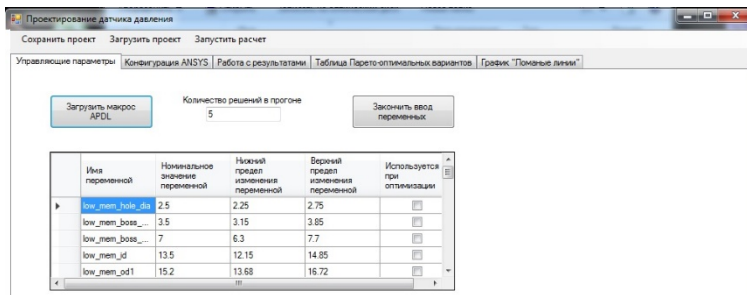 Проектирование датчика давления
Сохранить проект Загрузить проект Запустить расчет
Управляющие параметры Конфигурация ANSYS Работа с результатами Таблица Парето-оптимальных вариантов График "Ломаные линии"
Загрузить макрос APDL
Количество решений в прогоне
5
Закончить ввод переменных
Имя переменной Номинальное значение переменной Нижний предел изменения переменной Верхний предел изменения переменной Используется при оптимизации
low_mem_hole_dia 2.5 2.25 2.75
low_mem_boss_... 3.5 3.15 3.85
low_mem_boss_... 7 6.3 7.7
low_mem_id 13.5 12.15 14.85
low_mem_od1 15.2 13.68 16.72